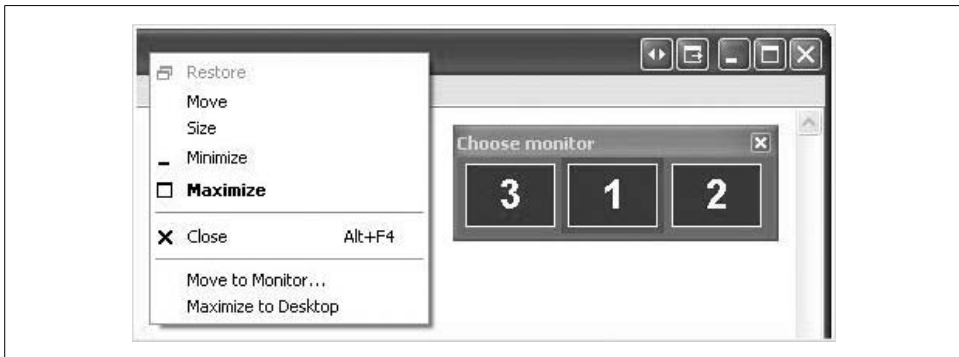 Restore
Move
Size
Minimize
Maximize
Close Alt+F4
Move to Monitor...
Maximize to Desktop
Choose monitor
3 1 2